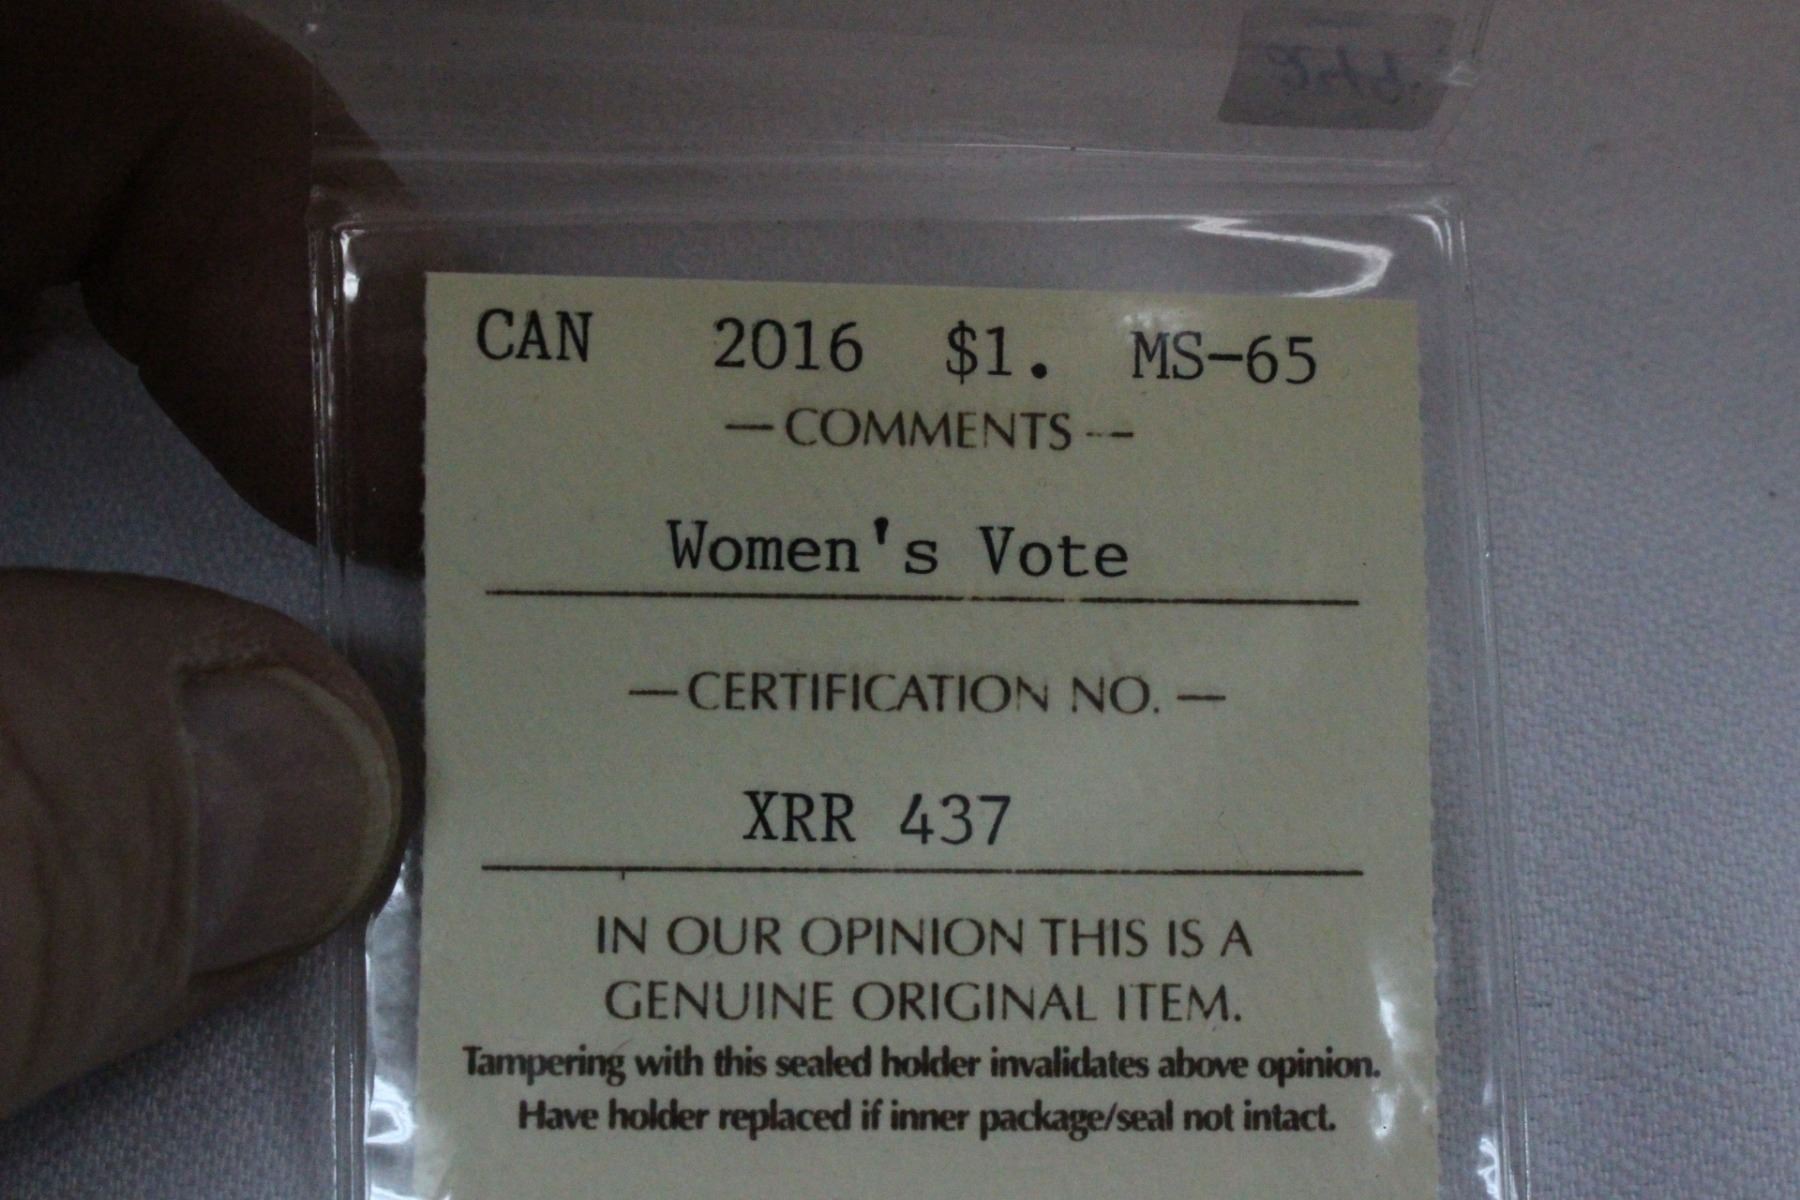 CAN 2016 $1. MS-65
— COMMENTS --
Women's Vote
— CERTIFICATION NO. —
XRR 437
IN OUR OPINION THIS IS A
GENUINE ORIGINAL ITEM.
Tampering with this sealed holder invalidates above opinion.
Have holder replaced if inner package/seal not intact.